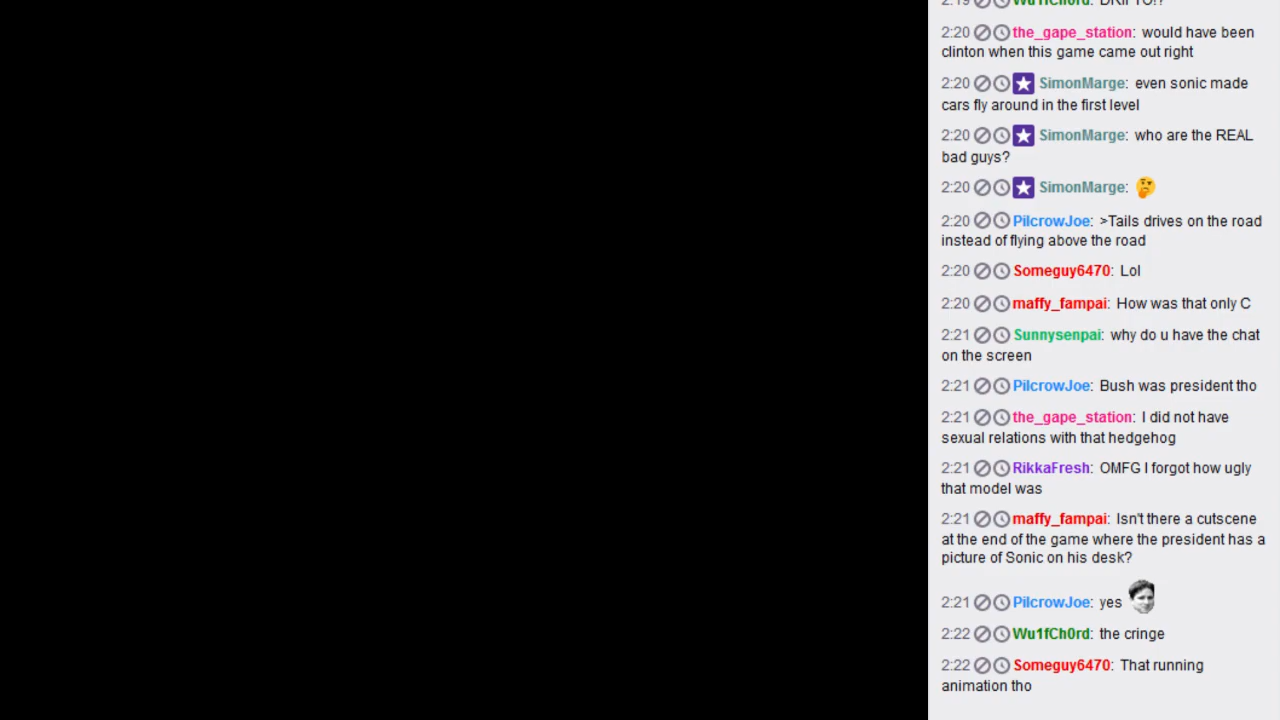 2:19 Wu1fCh0rd: DRIFTO!?
2:20 the_gape_station: would have been
clinton when this game came out right
2:20 SimonMarge: even sonic made
cars fly around in the first level
2:20 SimonMarge: who are the REAL
bad guys?
2:20 SimonMarge:
2:20 PilcrowJoe: >Tails drives on the road
instead of flying above the road
2:20 Someguy6470: Lol
2:20 maffy_fampai: How was that only C
2:21 Sunnysenpai: why do u have the chat
on the screen
2:21 PilcrowJoe: Bush was president tho
2:21 the_gape_station: I did not have
sexual relations with that hedgehog
2:21 RikkaFresh: OMFG I forgot how ugly
that model was
2:21 maffy_fampai: Isn't there a cutscene
at the end of the game where the president has a
picture of Sonic on his desk?
2:21 PilcrowJoe: yes
2:22 Wu1fCh0rd: the cringe
2:22 Someguy6470: That running
animation tho